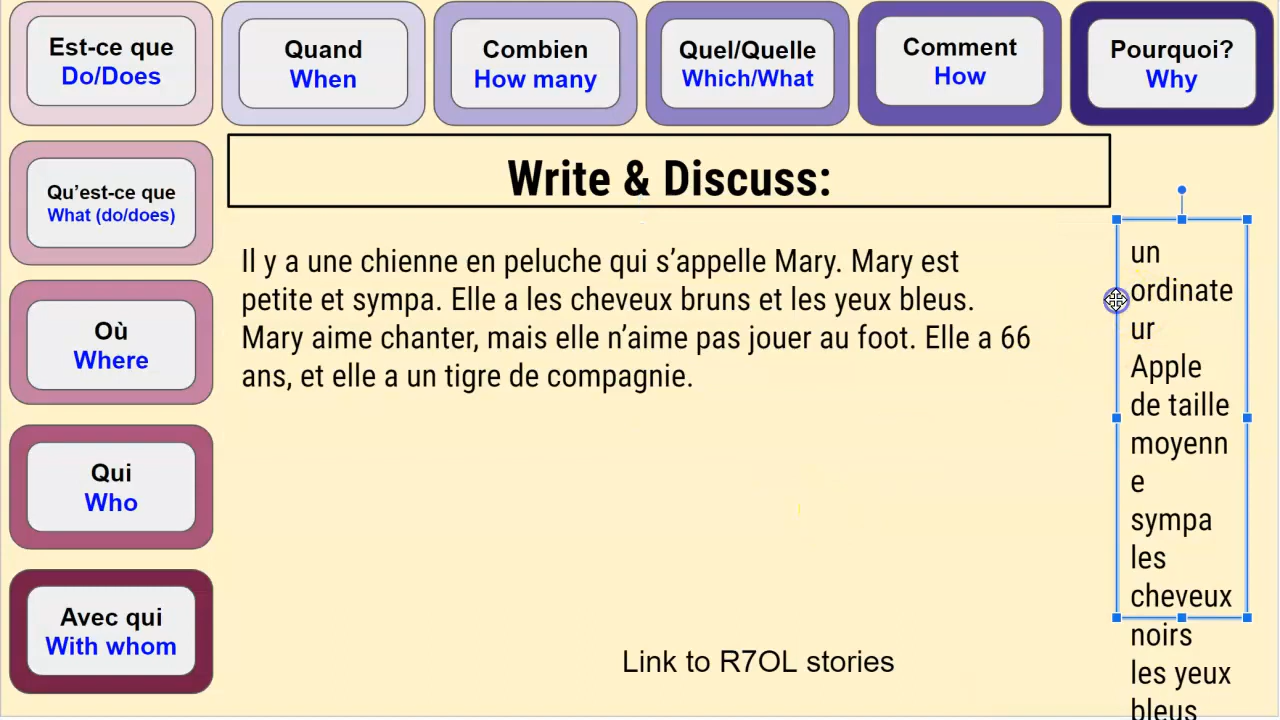 Est-ce que
Do/Does
Quand
When
Combien
How many
Quel/Quelle
Which/What
Comment
How
Pourquoi?
Why
Qu’est-ce que
What (do/does)
Où
Where
Qui
Who
Avec qui
With whom
Write & Discuss:
Il y a une chienne en peluche qui s’appelle Mary. Mary est
petite et sympa. Elle a les cheveux bruns et les yeux bleus.
Mary aime chanter, mais elle n’aime pas jouer au foot. Elle a 66
ans, et elle a un tigre de compagnie.
Link to R7OL stories
un
ordinate
ur
Apple
de taille
moyenn
e
sympa
les
cheveux
noirs
les yeux
bleus